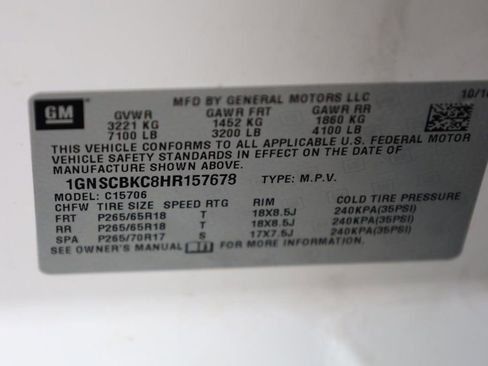 GM
MFD BY GENERAL MOTORS LLC 10/16
GVWR GAWR FRT GAWR RR
3221 KG 1452 KG 1860 KG
7100 LB 3200 LB 4100 LB
THIS VEHICLE CONFORMS TO ALL APPLICABLE U.S. FEDERAL MOTOR
VEHICLE SAFETY STANDARDS IN EFFECT ON THE DATE OF
MANUFACTURE SHOWN ABOVE.
1GNSCBKC8HR157678 TYPE: M.P.V.
MODEL: C15706
CHFW TIRE SIZE SPEED RTG RIM COLD TIRE PRESSURE
FRT P265/65R18 T 18X8.5J 240KPA(35PSI)
RR P265/65R18 T 18X8.5J 240KPA(35PSI)
SPA P265/70R17 S 17X7.5J 240KPA(35PSI)
SEE OWNER'S MANUAL FOR MORE INFORMATION.